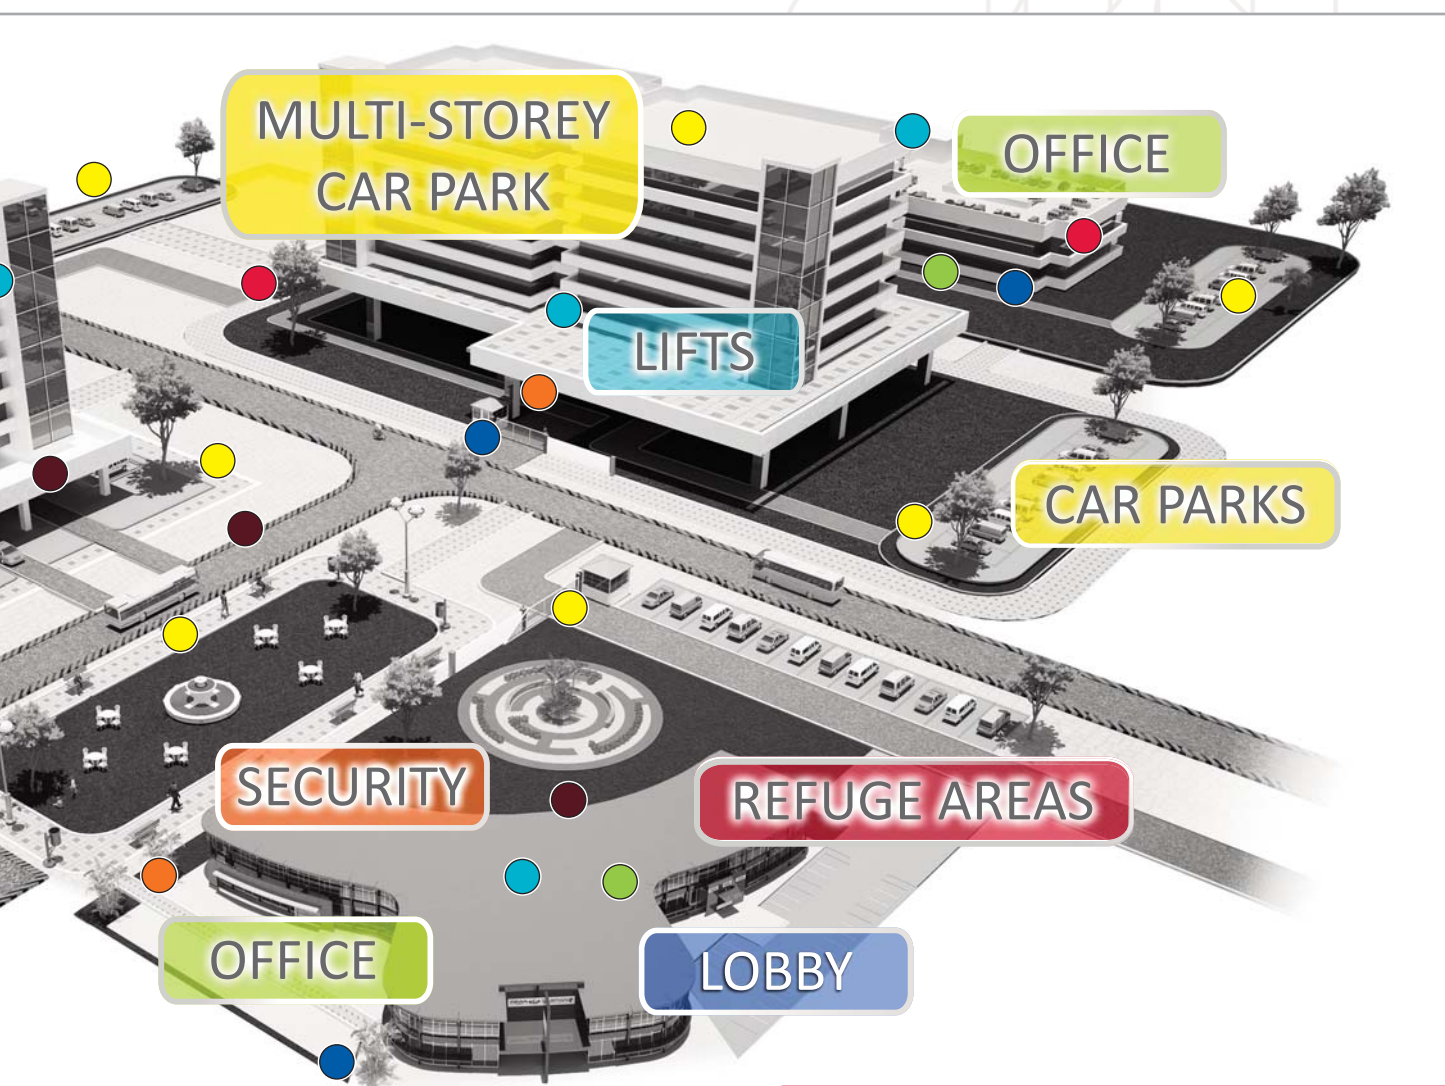 MULTI-STOREY
CAR PARK
OFFICE
LIFTS
CAR PARKS
SECURITY
REFUGE AREAS
OFFICE
LOBBY